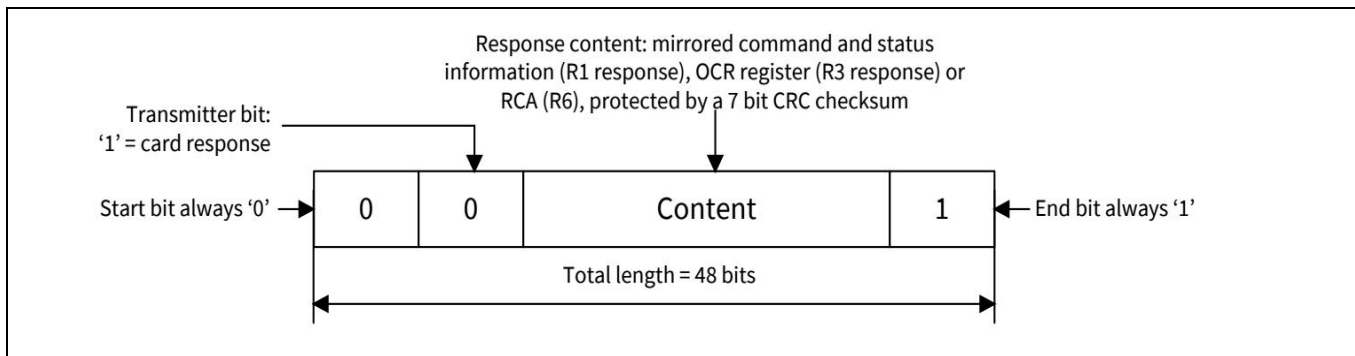 Response content: mirrored command and status
information (R1 response), OCR register (R3 response) or
RCA (R6), protected by a 7 bit CRC checksum
Transmitter bit:
‘1’ = card response
Start bit always ‘0’
0
0
Content
1
End bit always ‘1’
Total length = 48 bits